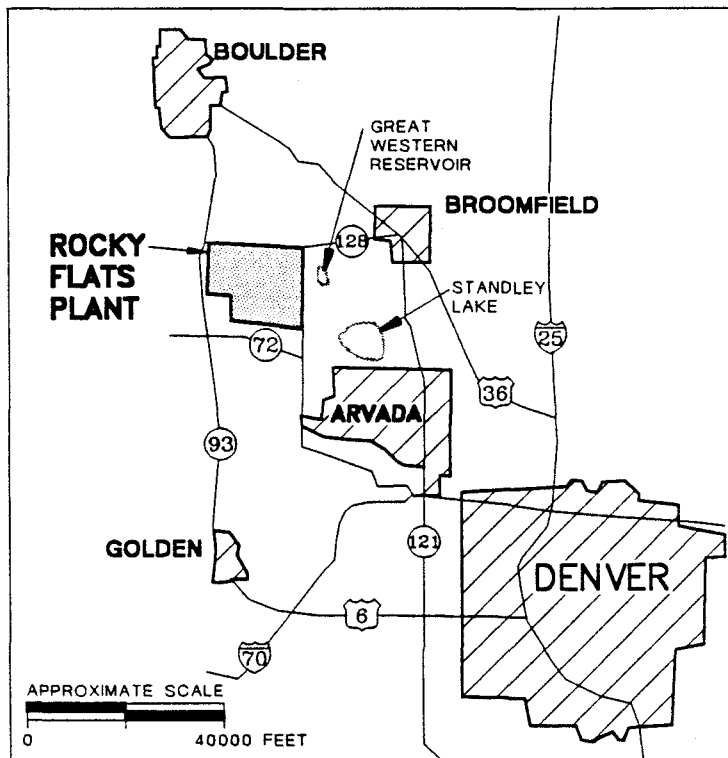 BOULDER
GREAT
WESTERN
RESERVOIR
BROOMFIELD
ROCKY
FLATS
PLANT
128
STANDLEY
LAKE
72
25
36
ARVADA
93
GOLDEN
121
DENVER
6
70
APPROXIMATE SCALE
0 40000 FEET